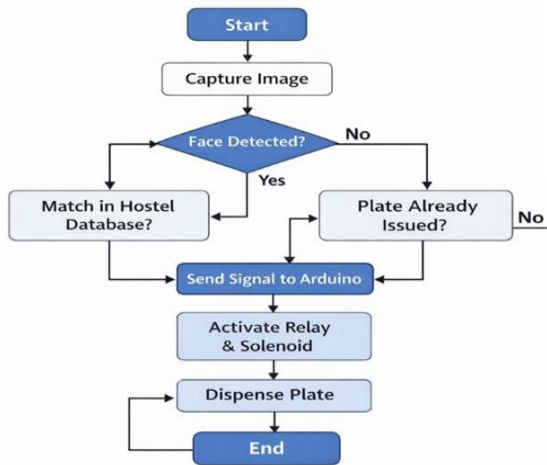 Start
Capture Image
Face Detected?
No
Yes
Match in Hostel
Database?
Plate Already
Issued?
No
Send Signal to Arduino
Activate Relay
& Solenoid
Dispense Plate
End